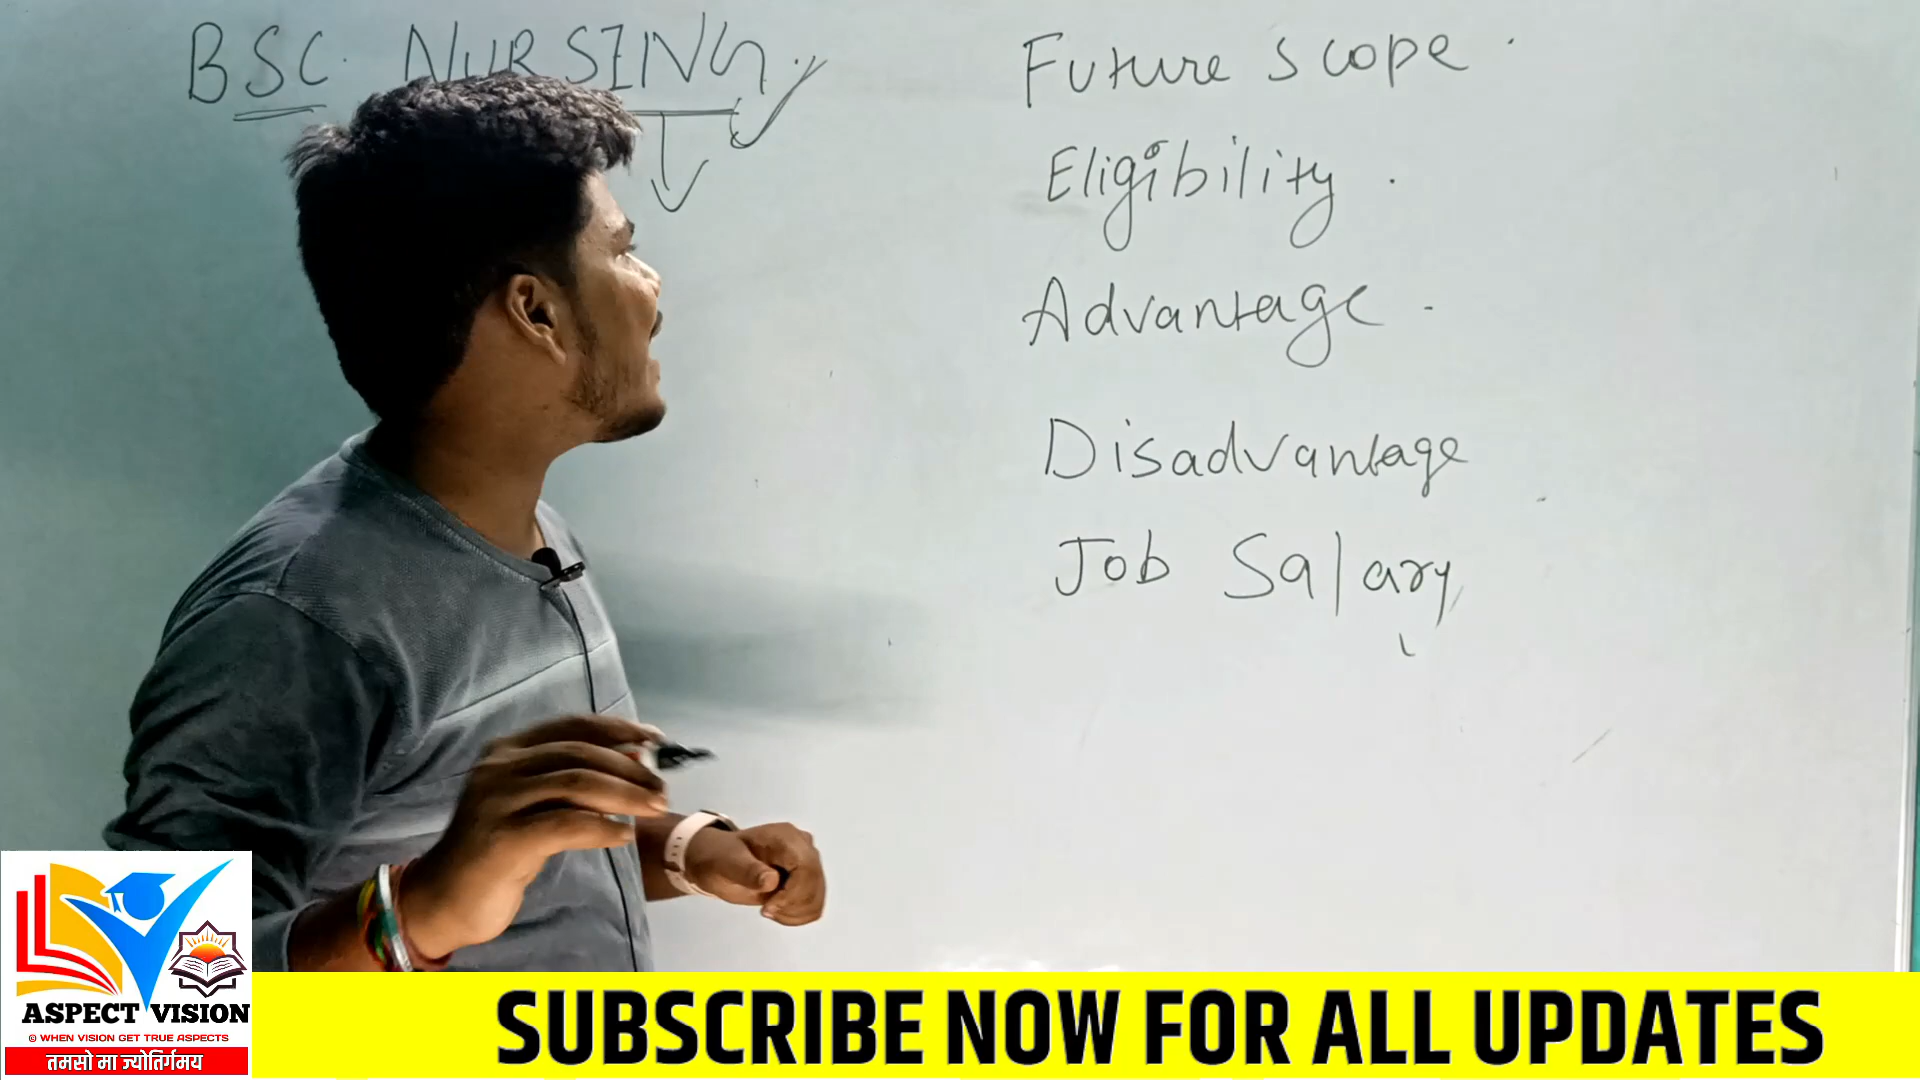 BSC. NURSING.
Future scope.
Eligibility.
Advantage.
Disadvantage
Job Salary
ASPECT VISION
© WHEN VISION GET TRUE ASPECTS
तमसो मा ज्योतिर्गमय
SUBSCRIBE NOW FOR ALL UPDATES